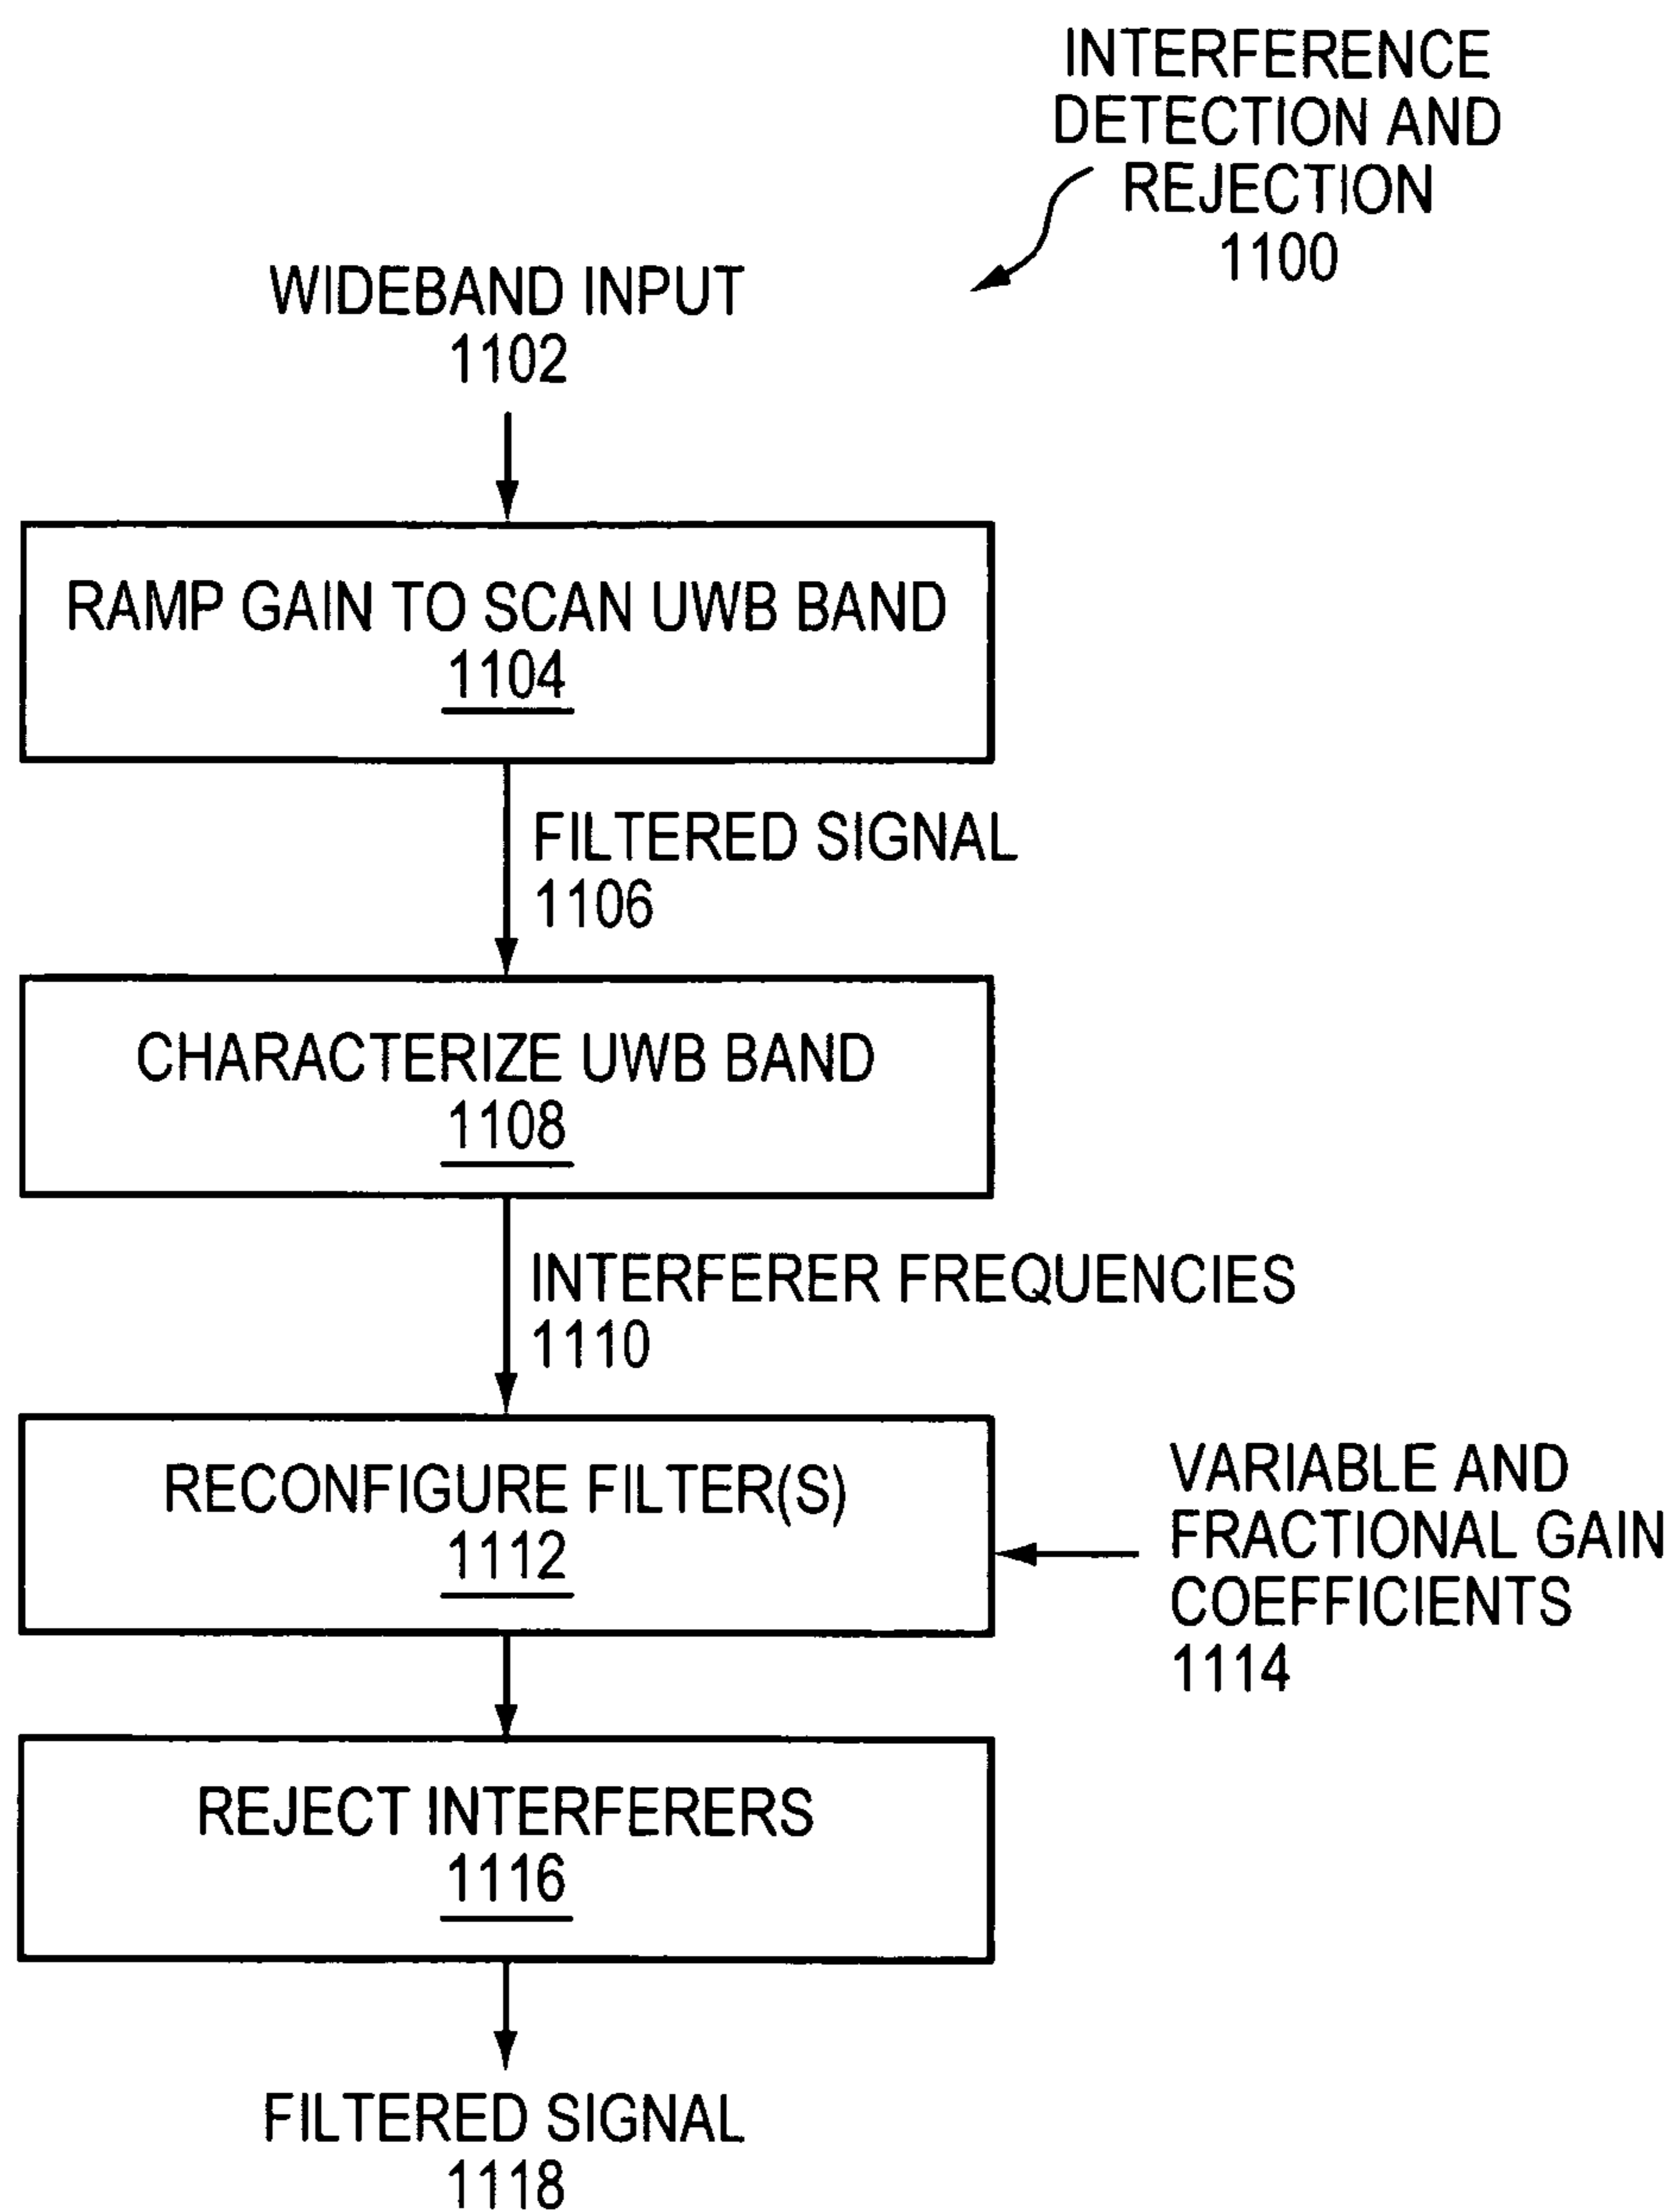 INTERFERENCE
DETECTION AND
REJECTION
1100
WIDEBAND INPUT
1102
RAMP GAIN TO SCAN UWB BAND
1104
FILTERED SIGNAL
1106
CHARACTERIZE UWB BAND
1108
INTERFERER FREQUENCIES
1110
RECONFIGURE FILTER(S)
1112
VARIABLE AND
FRACTIONAL GAIN
COEFFICIENTS
1114
REJECT INTERFERERS
1116
FILTERED SIGNAL
1118